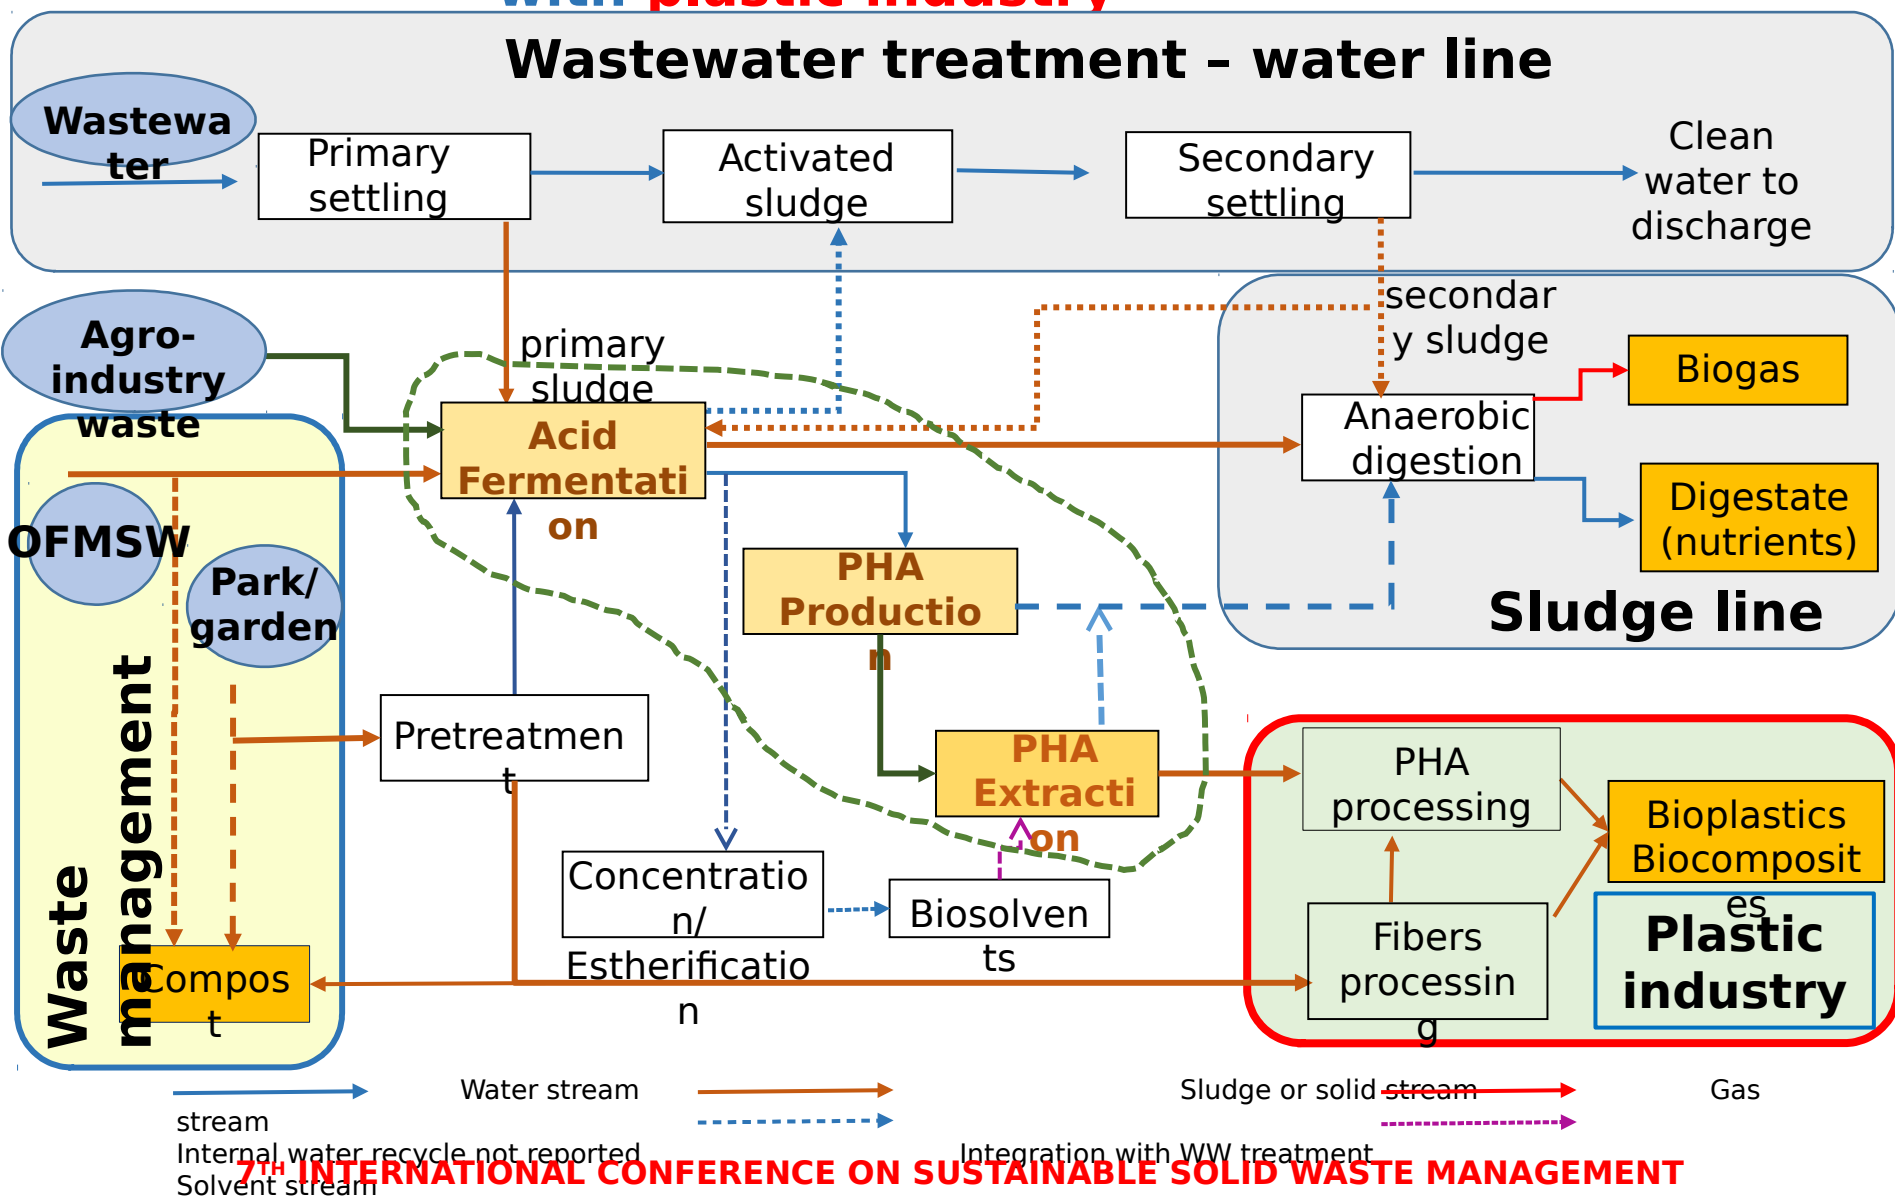 with plastic industry
Wastewater treatment – water line
Wastewa
ter
Primary
settling
Activated
sludge
Secondary
settling
Clean
water to
discharge
Agro-
industry
waste
primary
sludge
secondar
y sludge
Acid
Fermentati
on
Anaerobic
digestion
Biogas
Digestate
(nutrients)
Sludge line
OFMSW
Park/
garden
PHA
Productio
n
Waste
management
Pretreatmen
t
PHA
Extracti
on
PHA
processing
Bioplastics
Biocomposit
es
Concentratio
n/
Estherificatio
n
Biosolven
ts
Fibers
processin
g
Plastic
industry
Compos
t
Water stream Sludge or solid stream Gas
stream
Internal water recycle not reported Integration with WW treatment
Solvent stream
7TH INTERNATIONAL CONFERENCE ON SUSTAINABLE SOLID WASTE MANAGEMENT